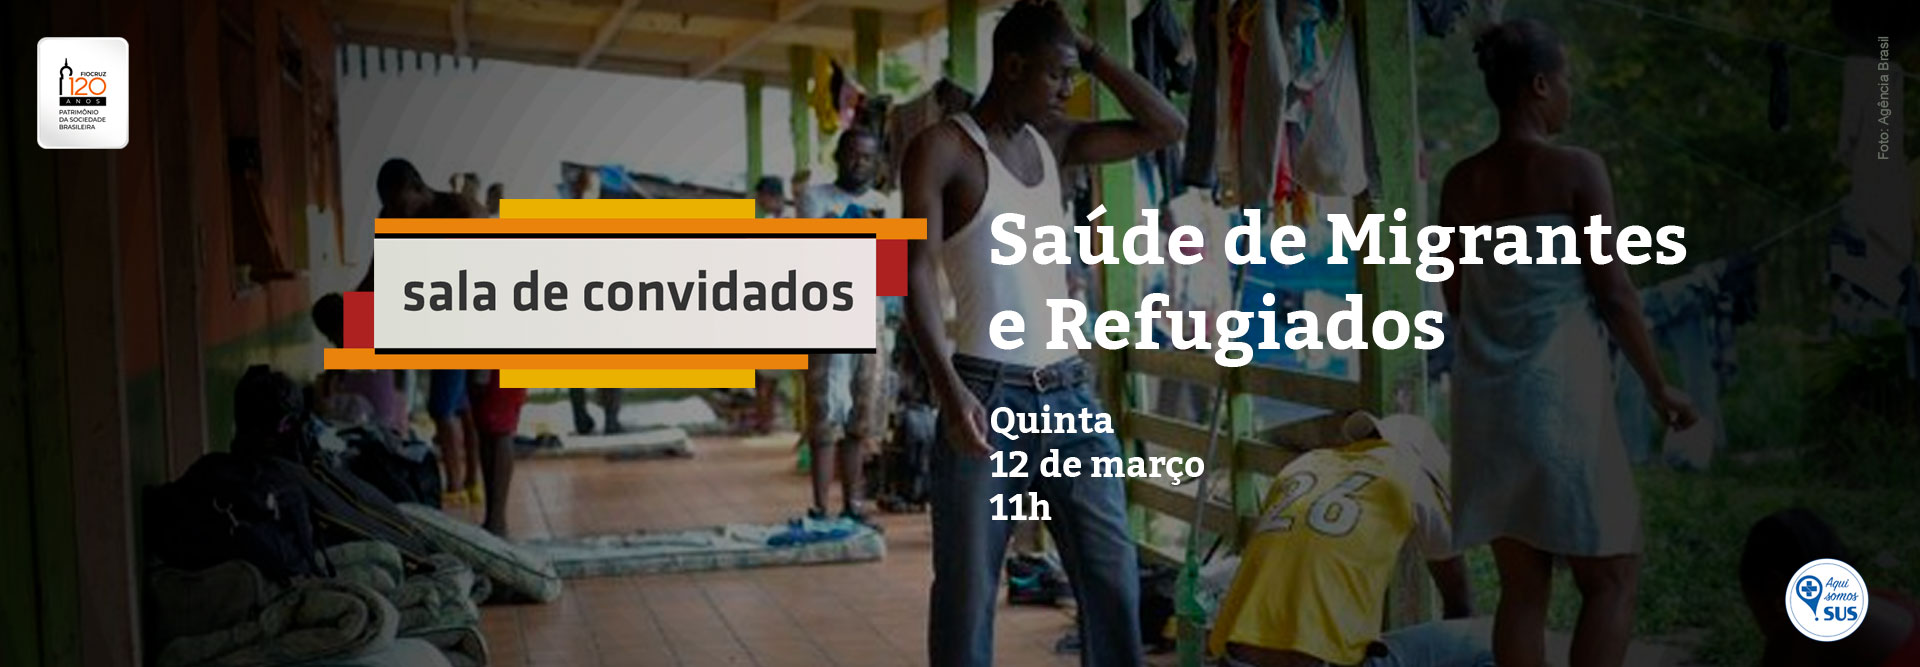 FIOCRUZ
120
ANOS
PATRIMÔNIO
DA SOCIEDADE
BRASILEIRA
sala de convidados
Saúde de Migrantes
e Refugiados
Quinta
12 de março
11h
26
Foto: Agência Brasil
Aqui
somos
SUS